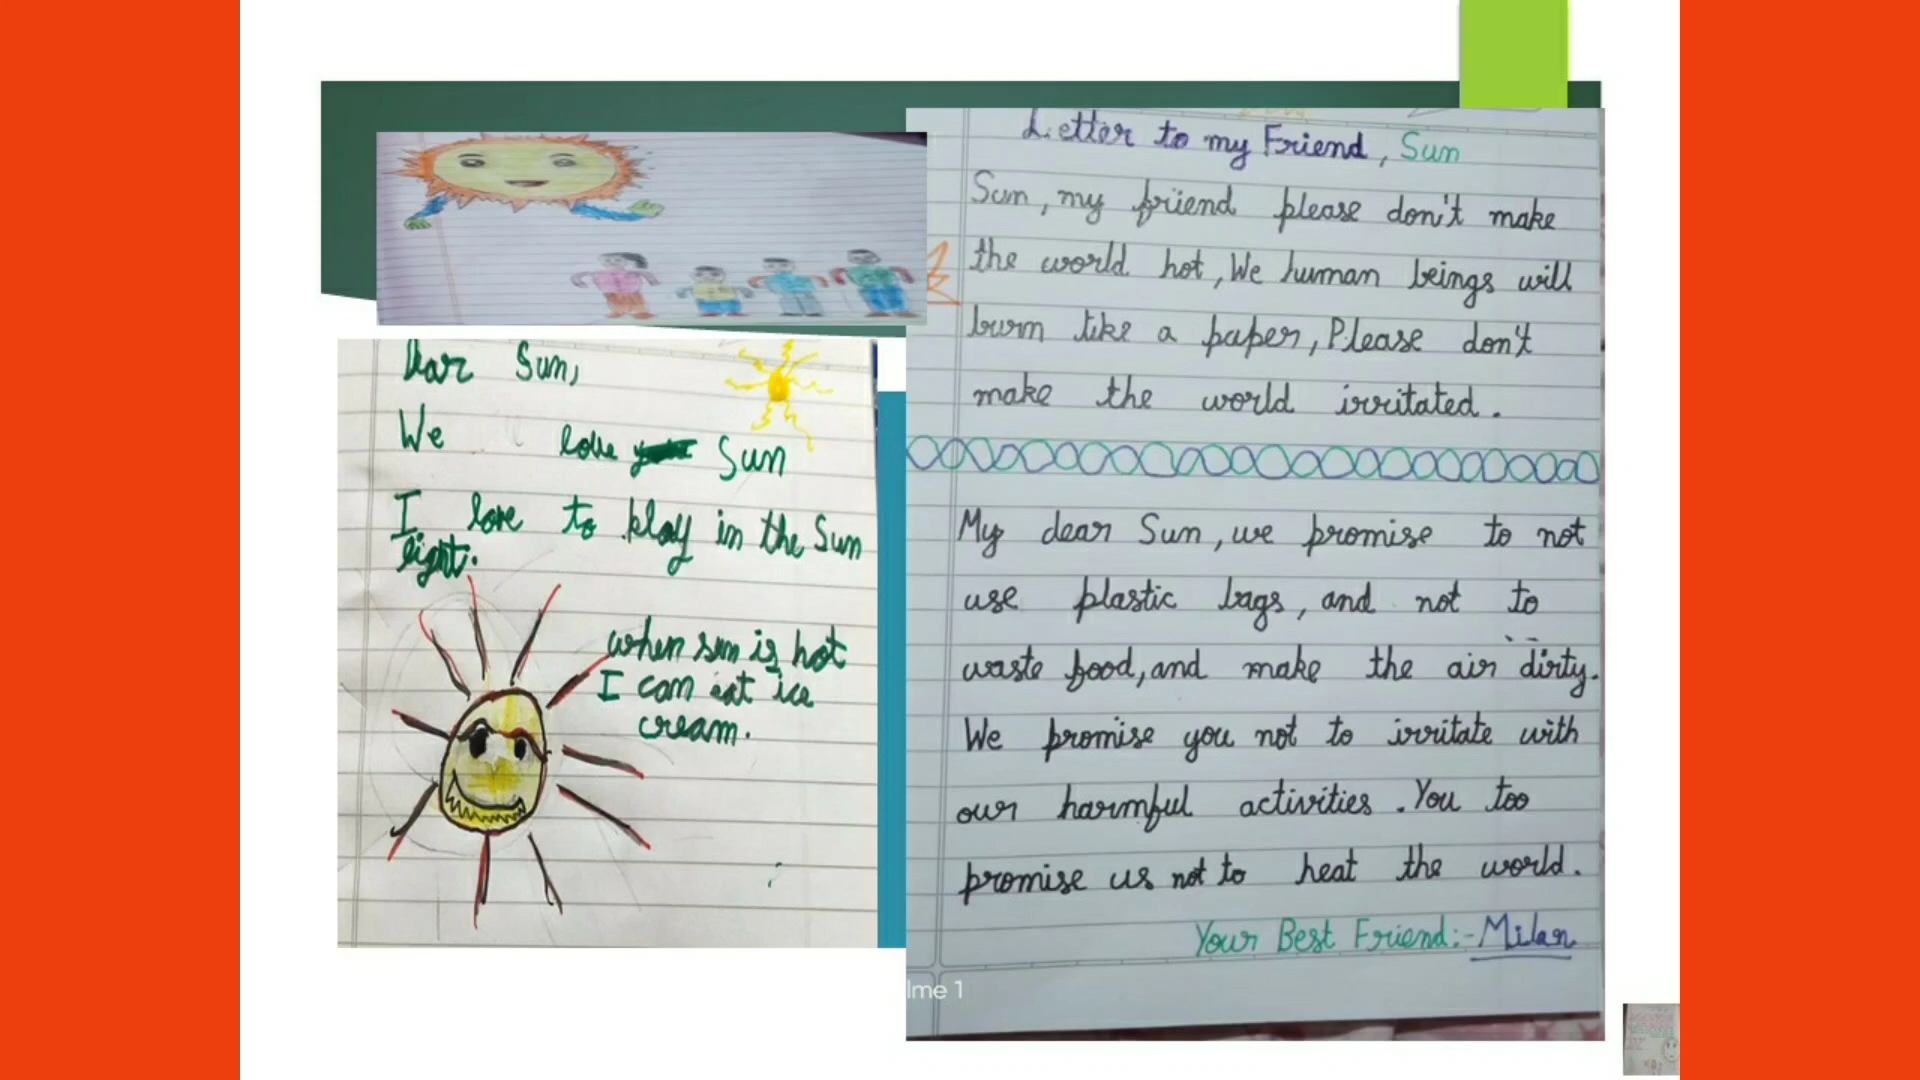 Dear Sun,
We love Sun
I love to play in the Sun
light.
when sun is hot
I can eat ice
cream.
Letter to my Friend, Sun
Sun, my friend please don't make
the world hot, We human beings will
burn like a paper, Please don't
make the world irritated.
My dear Sun, we promise to not
use plastic bags, and not to
waste food, and make the air dirty.
We promise you not to irritate with
our harmful activities. You too
promise us not to heat the world.
Your Best Friend:- Milan
lme 1